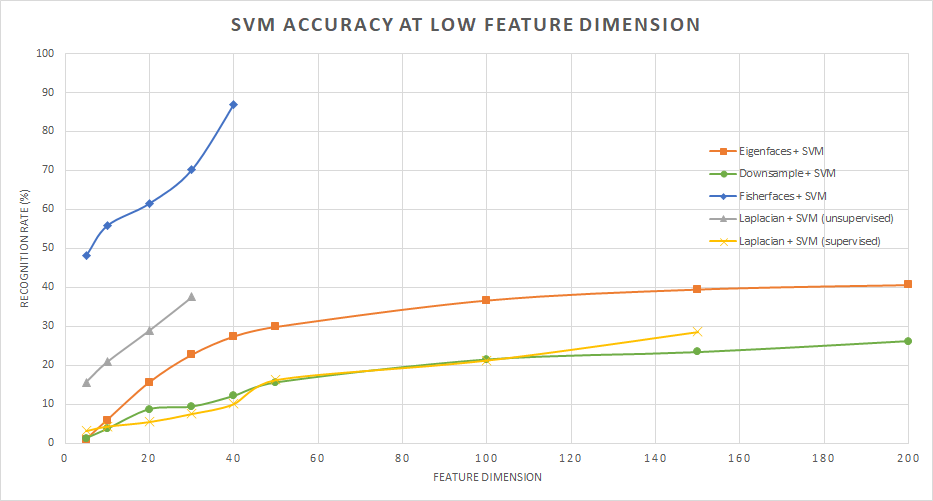 SVM ACCURACY AT LOW FEATURE DIMENSION
100
90
80
70
60
50
40
30
20
10
0
RECOGNITION RATE (%)
Eigenfaces + SVM
Downsample + SVM
Fisherfaces + SVM
Laplacian + SVM (unsupervised)
Laplacian + SVM (supervised)
0 20 40 60 80 100 120 140 160 180 200
FEATURE DIMENSION